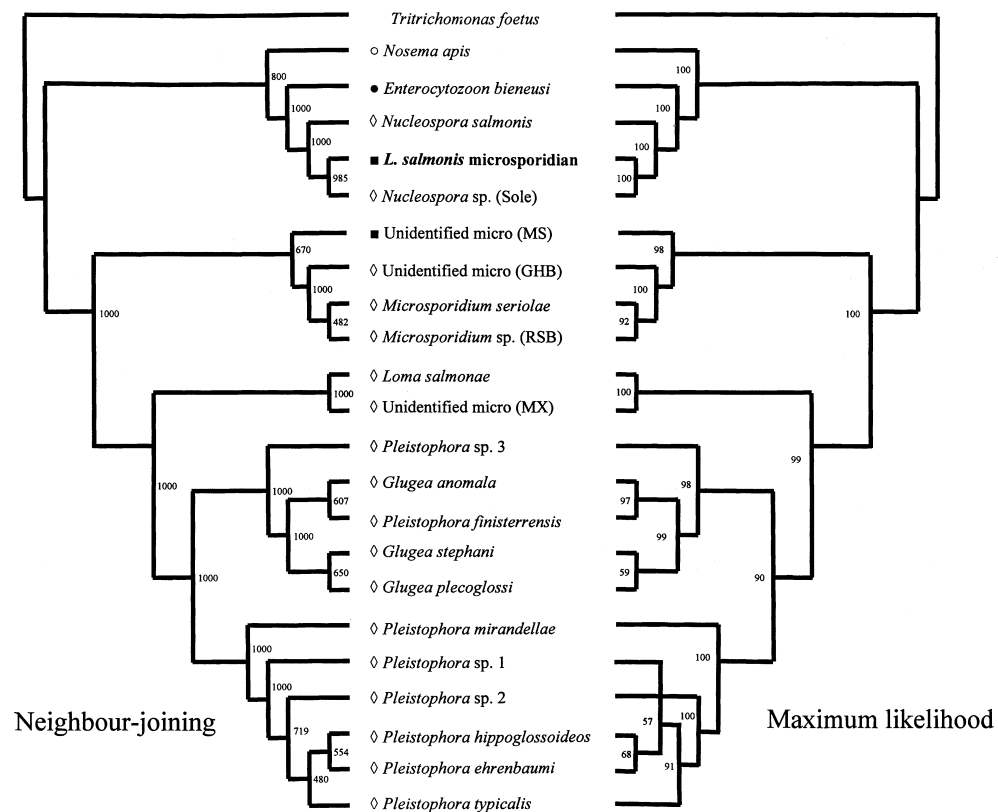 Tritrichomonas foetus
○ Nosema apis
800 100
● Enterocytozoon bieneusi
1000 100
◊ Nucleospora salmonis
1000 100
■ L. salmonis microsporidian
985 100
◊ Nucleospora sp. (Sole)
■ Unidentified micro (MS)
670 98
◊ Unidentified micro (GHB)
1000 100
◊ Microsporidium seriolae
1000 482 92 100
◊ Microsporidium sp. (RSB)
◊ Loma salmonae
1000 100
◊ Unidentified micro (MX)
◊ Pleistophora sp. 3
99
◊ Glugea anomala
1000 1000 98
607 97
◊ Pleistophora finisterrensis
1000 99
◊ Glugea stephani
650 59
1000 90
◊ Glugea plecoglossi
◊ Pleistophora mirandellae
1000 100
◊ Pleistophora sp. 1
1000
◊ Pleistophora sp. 2
Neighbour-joining 719 57 100 Maximum likelihood
◊ Pleistophora hippoglossoideos
554 68
◊ Pleistophora ehrenbaumi
480 91
◊ Pleistophora typicalis